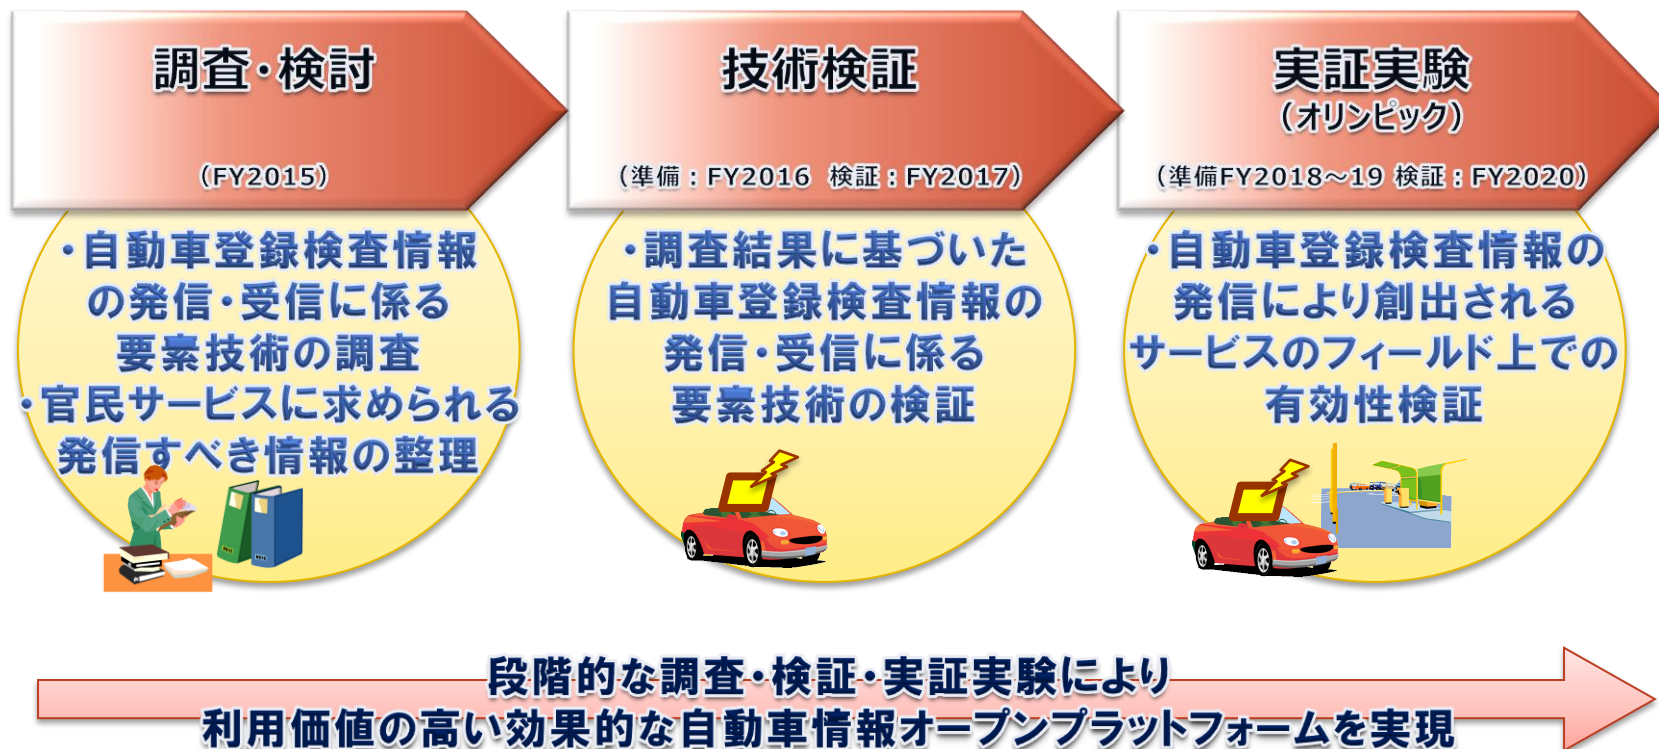 調査・検討
(FY2015)
・自動車登録検査情報
の発信・受信に係る
要素技術の調査
・官民サービスに求められる
発信すべき情報の整理
技術検証
(準備：FY2016 検証：FY2017)
・調査結果に基づいた
自動車登録検査情報の
発信・受信に係る
要素技術の検証
実証実験
(オリンピック)
(準備FY2018～19 検証：FY2020)
・自動車登録検査情報の
発信により創出される
サービスのフィールド上での
有効性検証
段階的な調査・検証・実証実験により
利用価値の高い効果的な自動車情報オープンプラットフォームを実現